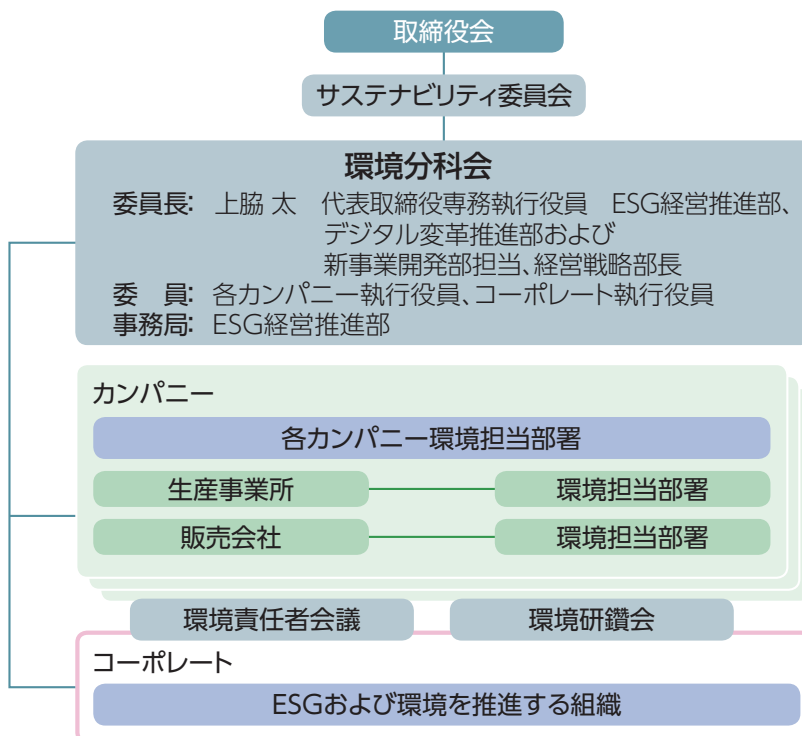 取締役会
サステナビリティ委員会
環境分科会
委員長: 上脇 太　代表取締役専務執行役員　ESG経営推進部、
デジタル変革推進部および
新事業開発部担当、経営戦略部長
委　員: 各カンパニー執行役員、コーポレート執行役員
事務局: ESG経営推進部
カンパニー
各カンパニー環境担当部署
生産事業所　環境担当部署
販売会社　環境担当部署
環境責任者会議　環境研鑽会
コーポレート
ESGおよび環境を推進する組織